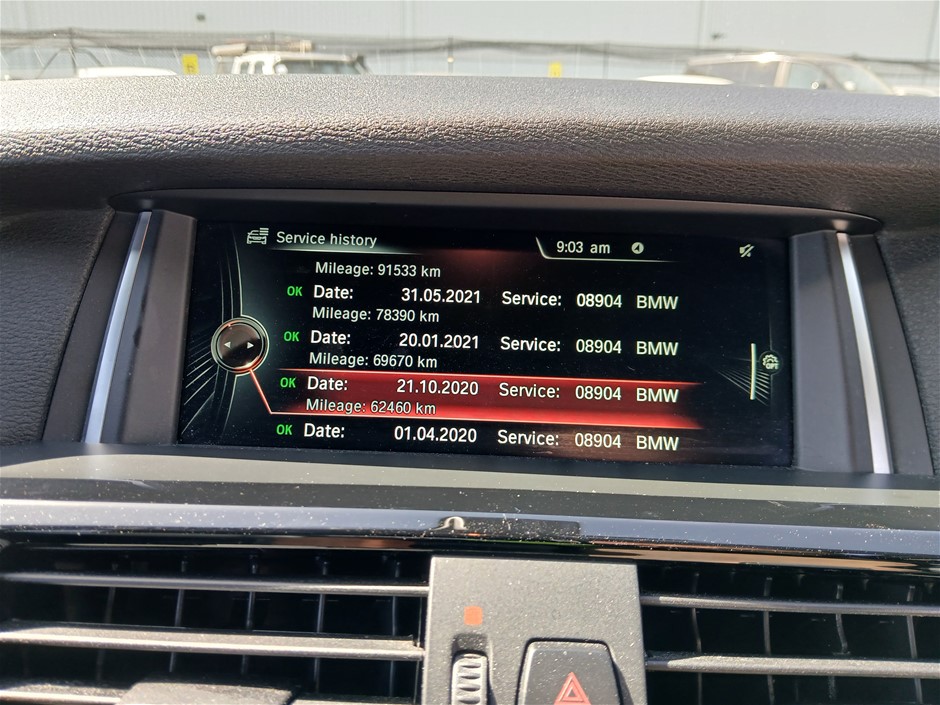 Service history
9:03 am
Mileage: 91533 km
OK Date: 31.05.2021 Service: 08904 BMW
Mileage: 78390 km
OK Date: 20.01.2021 Service: 08904 BMW
Mileage: 69670 km
OK Date: 21.10.2020 Service: 08904 BMW
Mileage: 62460 km
OK Date: 01.04.2020 Service: 08904 BMW
OPT